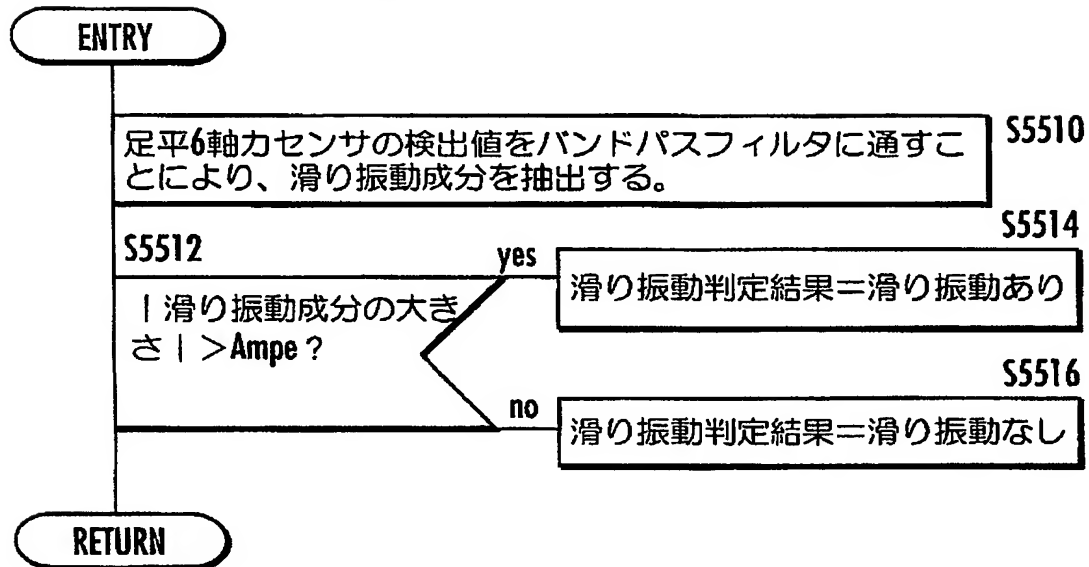 ENTRY
足平6軸力センサの検出値をバンドパスフィルタに通すこ
とにより、滑り振動成分を抽出する。
S5510
S5512
|滑り振動成分の大き
さ|>Ampe?
yes
S5514
滑り振動判定結果=滑り振動あり
no
S5516
滑り振動判定結果=滑り振動なし
RETURN